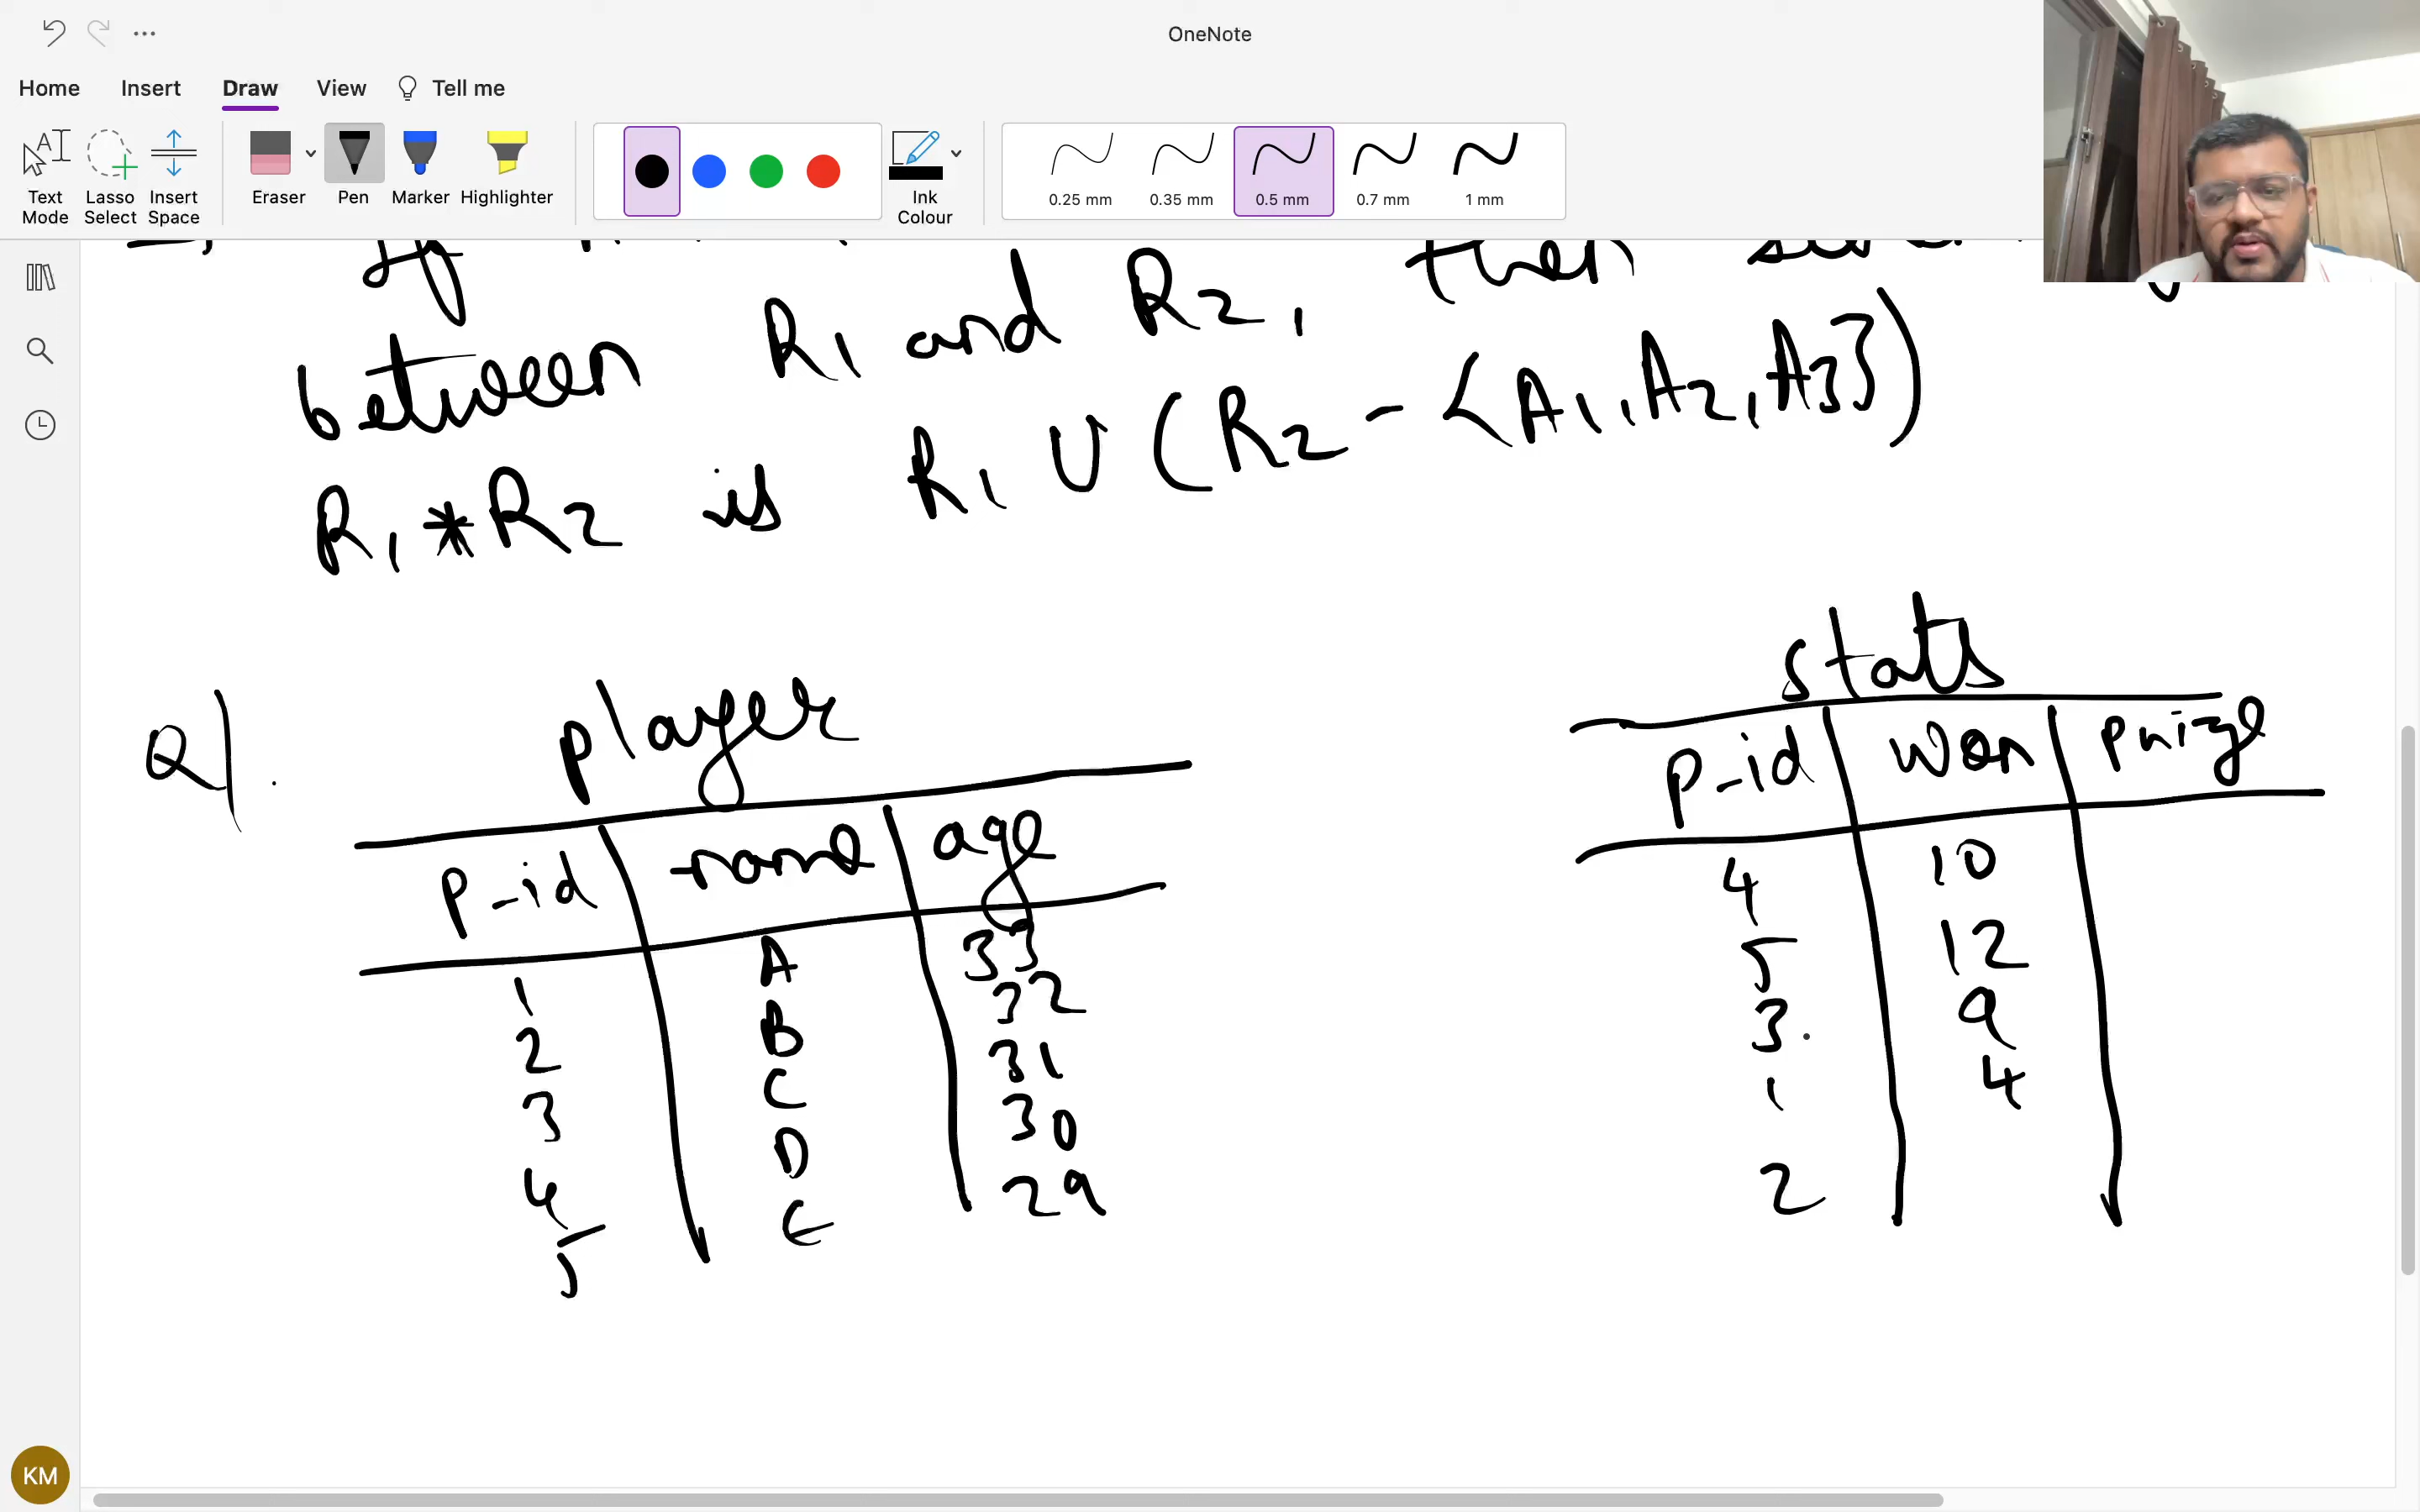 OneNote
Home Insert Draw View Tell me
Text Mode Lasso Select Insert Space Eraser Pen Marker Highlighter Ink Colour 0.25 mm 0.35 mm 0.5 mm 0.7 mm 1 mm
If then
between R1 and R2,
R1 * R2 is R1 U (R2 - {A1, A2, A3})
Q).
player
P-id name age
1 A 33
2 B 32
3 C 31
4 D 30
5 E 29
stats
P-id won prize
4 10
5 12
3 9
1 4
2
KM